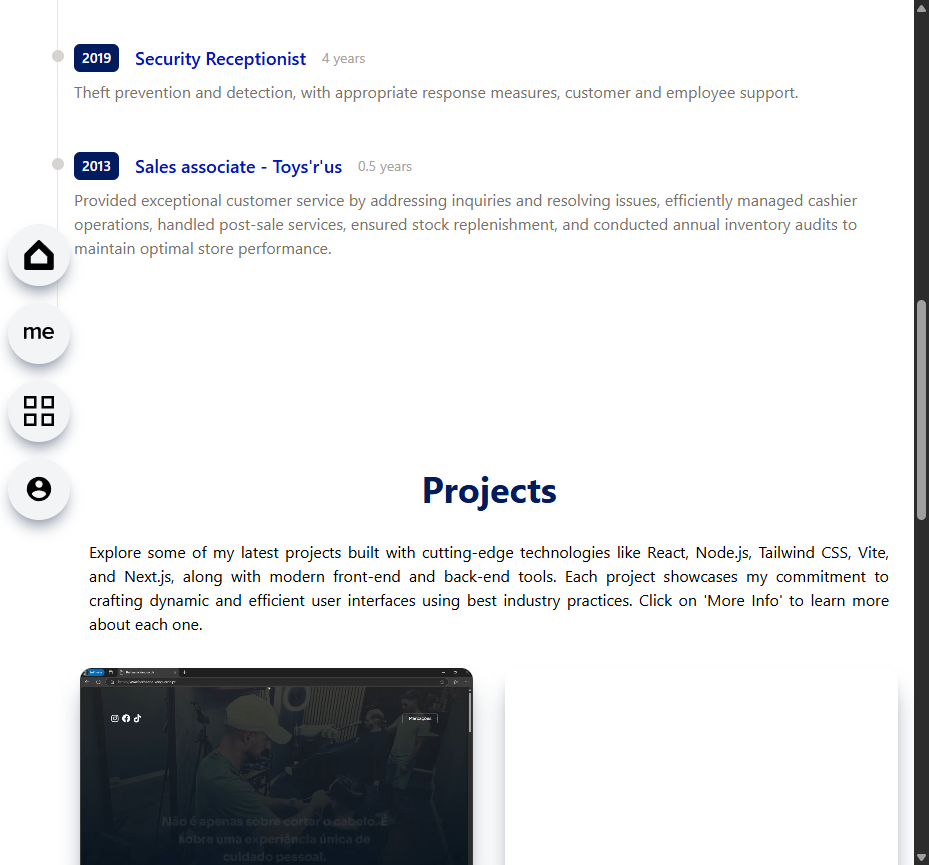 2019 Security Receptionist 4 years
Theft prevention and detection, with appropriate response measures, customer and employee support.
2013 Sales associate - Toys'r'us 0.5 years
Provided exceptional customer service by addressing inquiries and resolving issues, efficiently managed cashier
operations, handled post-sale services, ensured stock replenishment, and conducted annual inventory audits to
maintain optimal store performance.
me
Projects
Explore some of my latest projects built with cutting-edge technologies like React, Node.js, Tailwind CSS, Vite,
and Next.js, along with modern front-end and back-end tools. Each project showcases my commitment to
crafting dynamic and efficient user interfaces using best industry practices. Click on 'More Info' to learn more
about each one.
Marcações
Não é apenas sobre cortar o cabelo. É
sobre uma experiência única de
cuidado pessoal.